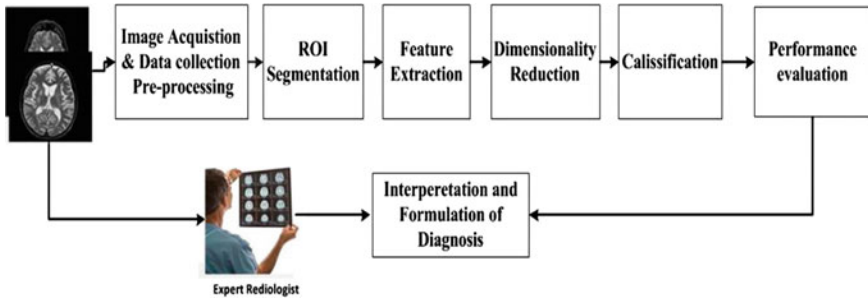 Image Acquistion
& Data collection
Pre-processing
ROI
Segmentation
Feature
Extraction
Dimensionality
Reduction
Calissification
Performance
evaluation
Interperetation and
Formulation of
Diagnosis
Expert Rediologist